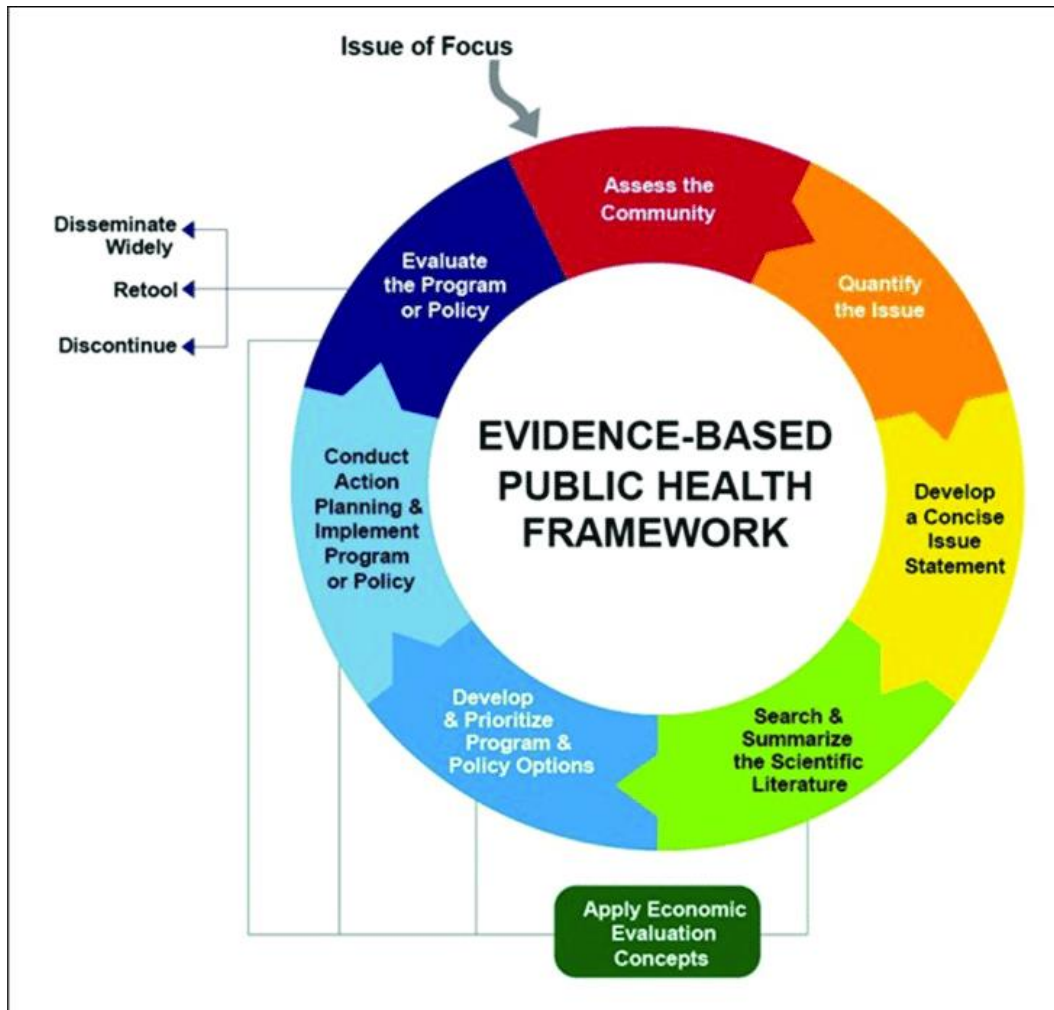 Issue of Focus
Assess the
Community
Quantify
the Issue
Develop
a Concise
Issue
Statement
Search &
Summarize
the Scientific
Literature
Develop
& Prioritize
Program &
Policy Options
Conduct
Action
Planning &
Implement
Program
or Policy
Evaluate
the Program
or Policy
Disseminate
Widely
Retool
Discontinue
EVIDENCE-BASED
PUBLIC HEALTH
FRAMEWORK
Apply Economic
Evaluation
Concepts